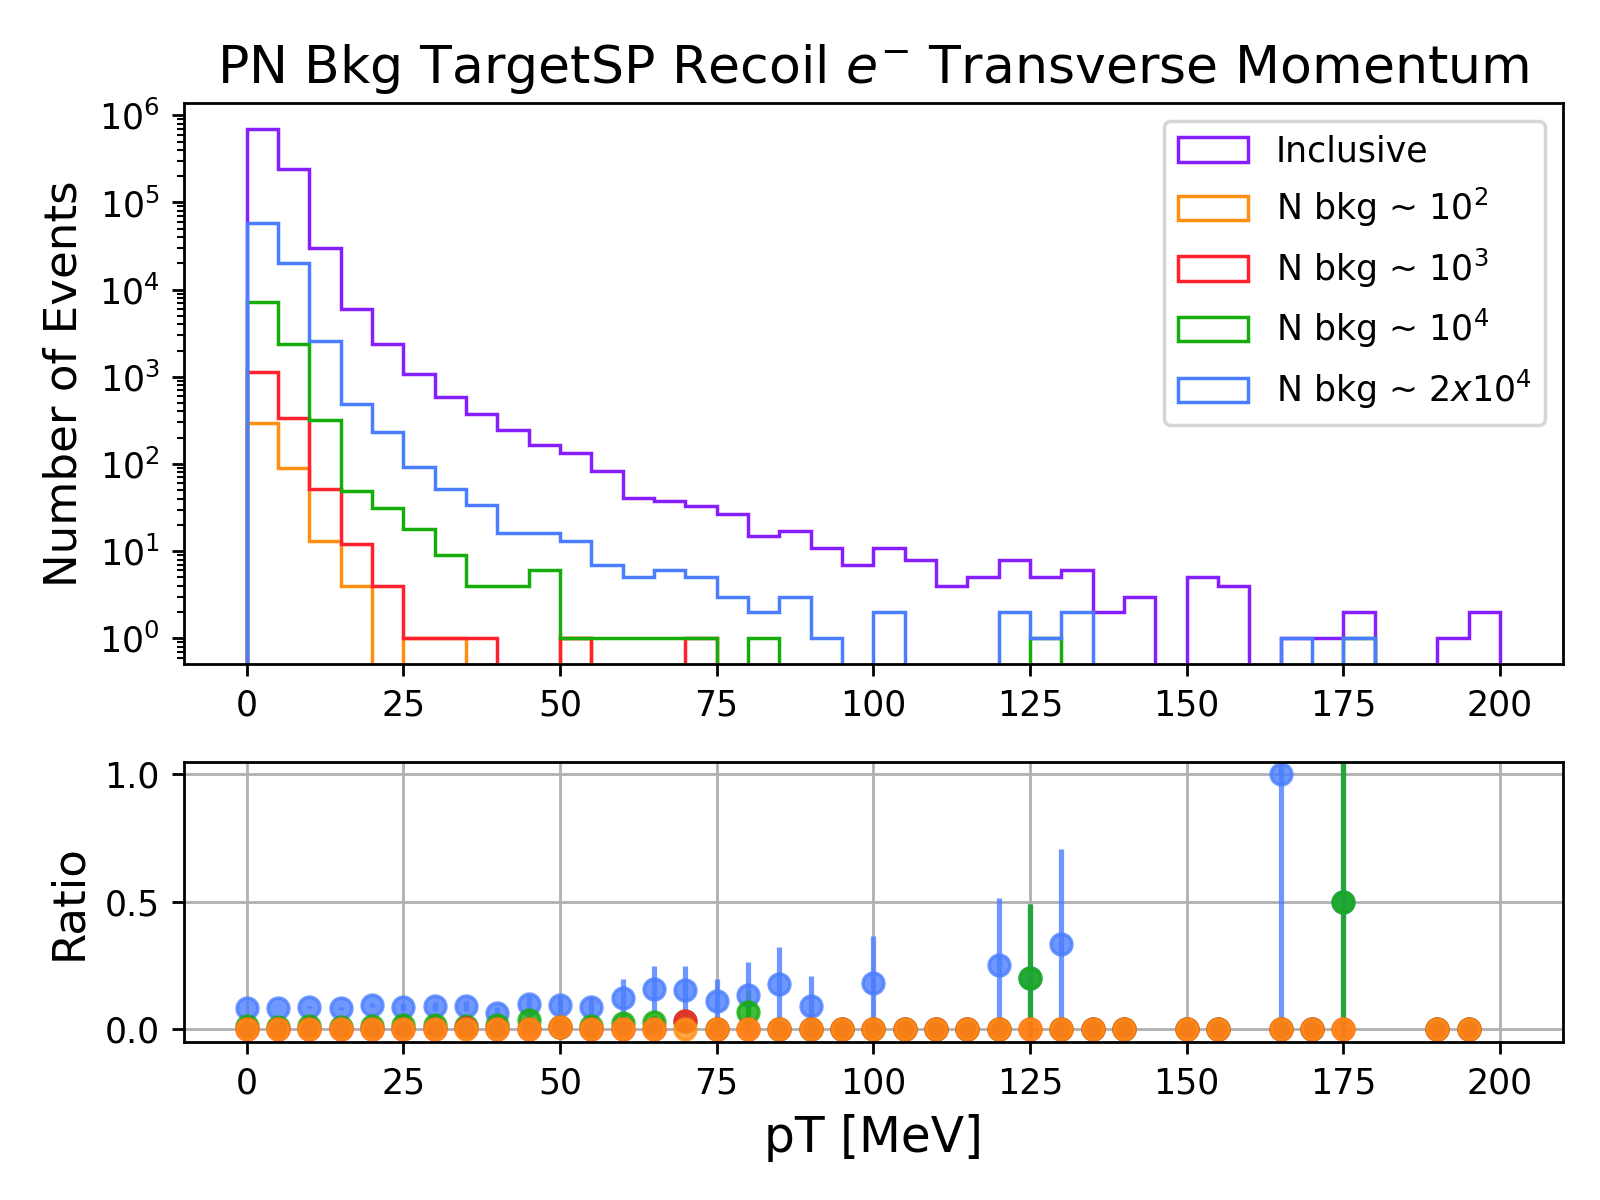 PN Bkg TargetSP Recoil e⁻ Transverse Momentum
Number of Events
10⁶
10⁵
10⁴
10³
10²
10¹
10⁰
Inclusive
N bkg ~ 10²
N bkg ~ 10³
N bkg ~ 10⁴
N bkg ~ 2x10⁴
0 25 50 75 100 125 150 175 200
Ratio
1.0
0.5
0.0
0 25 50 75 100 125 150 175 200
pT [MeV]